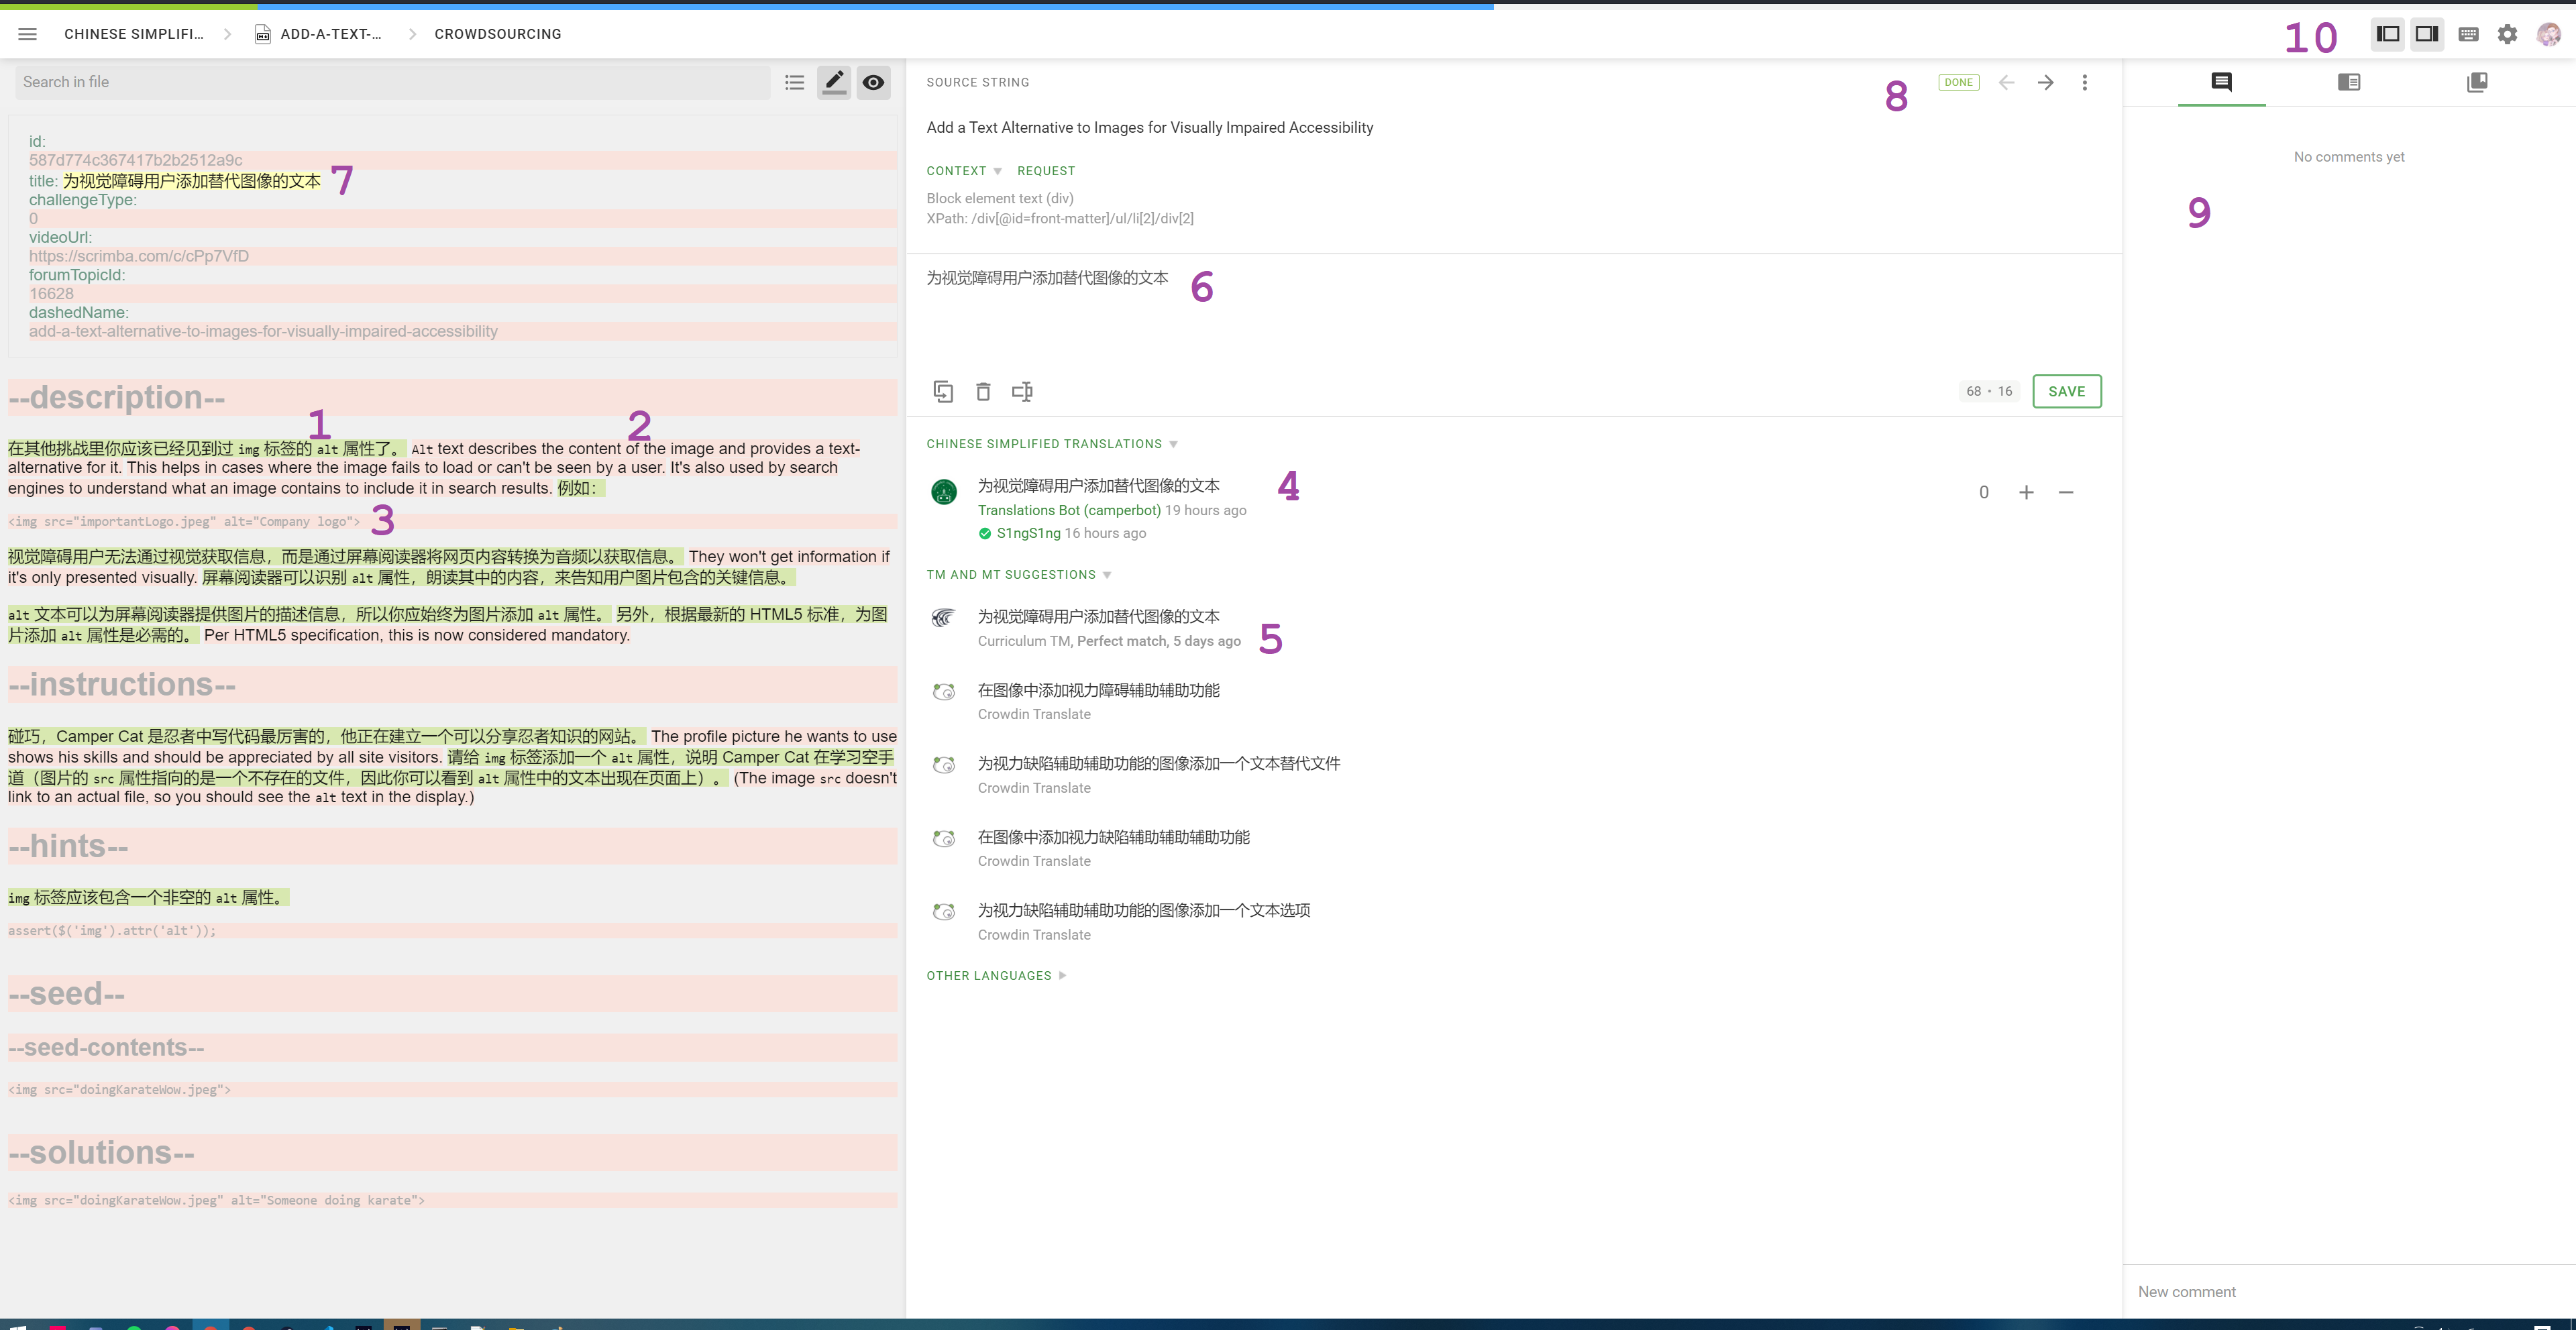 CHINESE SIMPLIFI...
ADD-A-TEXT-...
CROWDSOURCING
10
Search in file
id:
587d774c367417b2b2512a9c
title: 为视觉障碍用户添加替代图像的文本
7
challengeType:
0
videoUrl:
https://scrimba.com/c/cPp7VfD
forumTopicId:
16628
dashedName:
add-a-text-alternative-to-images-for-visually-impaired-accessibility
--description--
1
2
在其他挑战里你应该已经见到过 img 标签的 alt 属性了。 Alt text describes the content of the image and provides a text-
alternative for it. This helps in cases where the image fails to load or can't be seen by a user. It's also used by search
engines to understand what an image contains to include it in search results. 例如：
<img src="importantLogo.jpeg" alt="Company logo">
3
视觉障碍用户无法通过视觉获取信息，而是通过屏幕阅读器将网页内容转换为音频以获取信息。 They won't get information if
it's only presented visually. 屏幕阅读器可以识别 alt 属性，朗读其中的内容，来告知用户图片包含的关键信息。
alt 文本可以为屏幕阅读器提供图片的描述信息，所以你应始终为图片添加 alt 属性。 另外，根据最新的 HTML5 标准，为图
片添加 alt 属性是必需的。 Per HTML5 specification, this is now considered mandatory.
--instructions--
碰巧，Camper Cat 是忍者中写代码最厉害的，他正在建立一个可以分享忍者知识的网站。 The profile picture he wants to use
shows his skills and should be appreciated by all site visitors. 请给 img 标签添加一个 alt 属性，说明 Camper Cat 在学习空手
道（图片的 src 属性指向的是一个不存在的文件，因此你可以看到 alt 属性中的文本出现在页面上）。 (The image src doesn't
link to an actual file, so you should see the alt text in the display.)
--hints--
img 标签应该包含一个非空的 alt 属性。
assert($('img').attr('alt'));
--seed--
--seed-contents--
<img src="doingKarateWow.jpeg">
--solutions--
<img src="doingKarateWow.jpeg" alt="Someone doing karate">
SOURCE STRING
8
DONE
Add a Text Alternative to Images for Visually Impaired Accessibility
CONTEXT
REQUEST
Block element text (div)
XPath: /div[@id=front-matter]/ul/li[2]/div[2]
为视觉障碍用户添加替代图像的文本
6
68 • 16
SAVE
CHINESE SIMPLIFIED TRANSLATIONS
为视觉障碍用户添加替代图像的文本
4
0
Translations Bot (camperbot) 19 hours ago
S1ngS1ng 16 hours ago
TM AND MT SUGGESTIONS
为视觉障碍用户添加替代图像的文本
Curriculum TM, Perfect match, 5 days ago
5
在图像中添加视力障碍辅助辅助功能
Crowdin Translate
为视力缺陷辅助辅助功能的图像添加一个文本替代文件
Crowdin Translate
在图像中添加视力缺陷辅助辅助辅助功能
Crowdin Translate
为视力缺陷辅助辅助功能的图像添加一个文本选项
Crowdin Translate
OTHER LANGUAGES
No comments yet
9
New comment